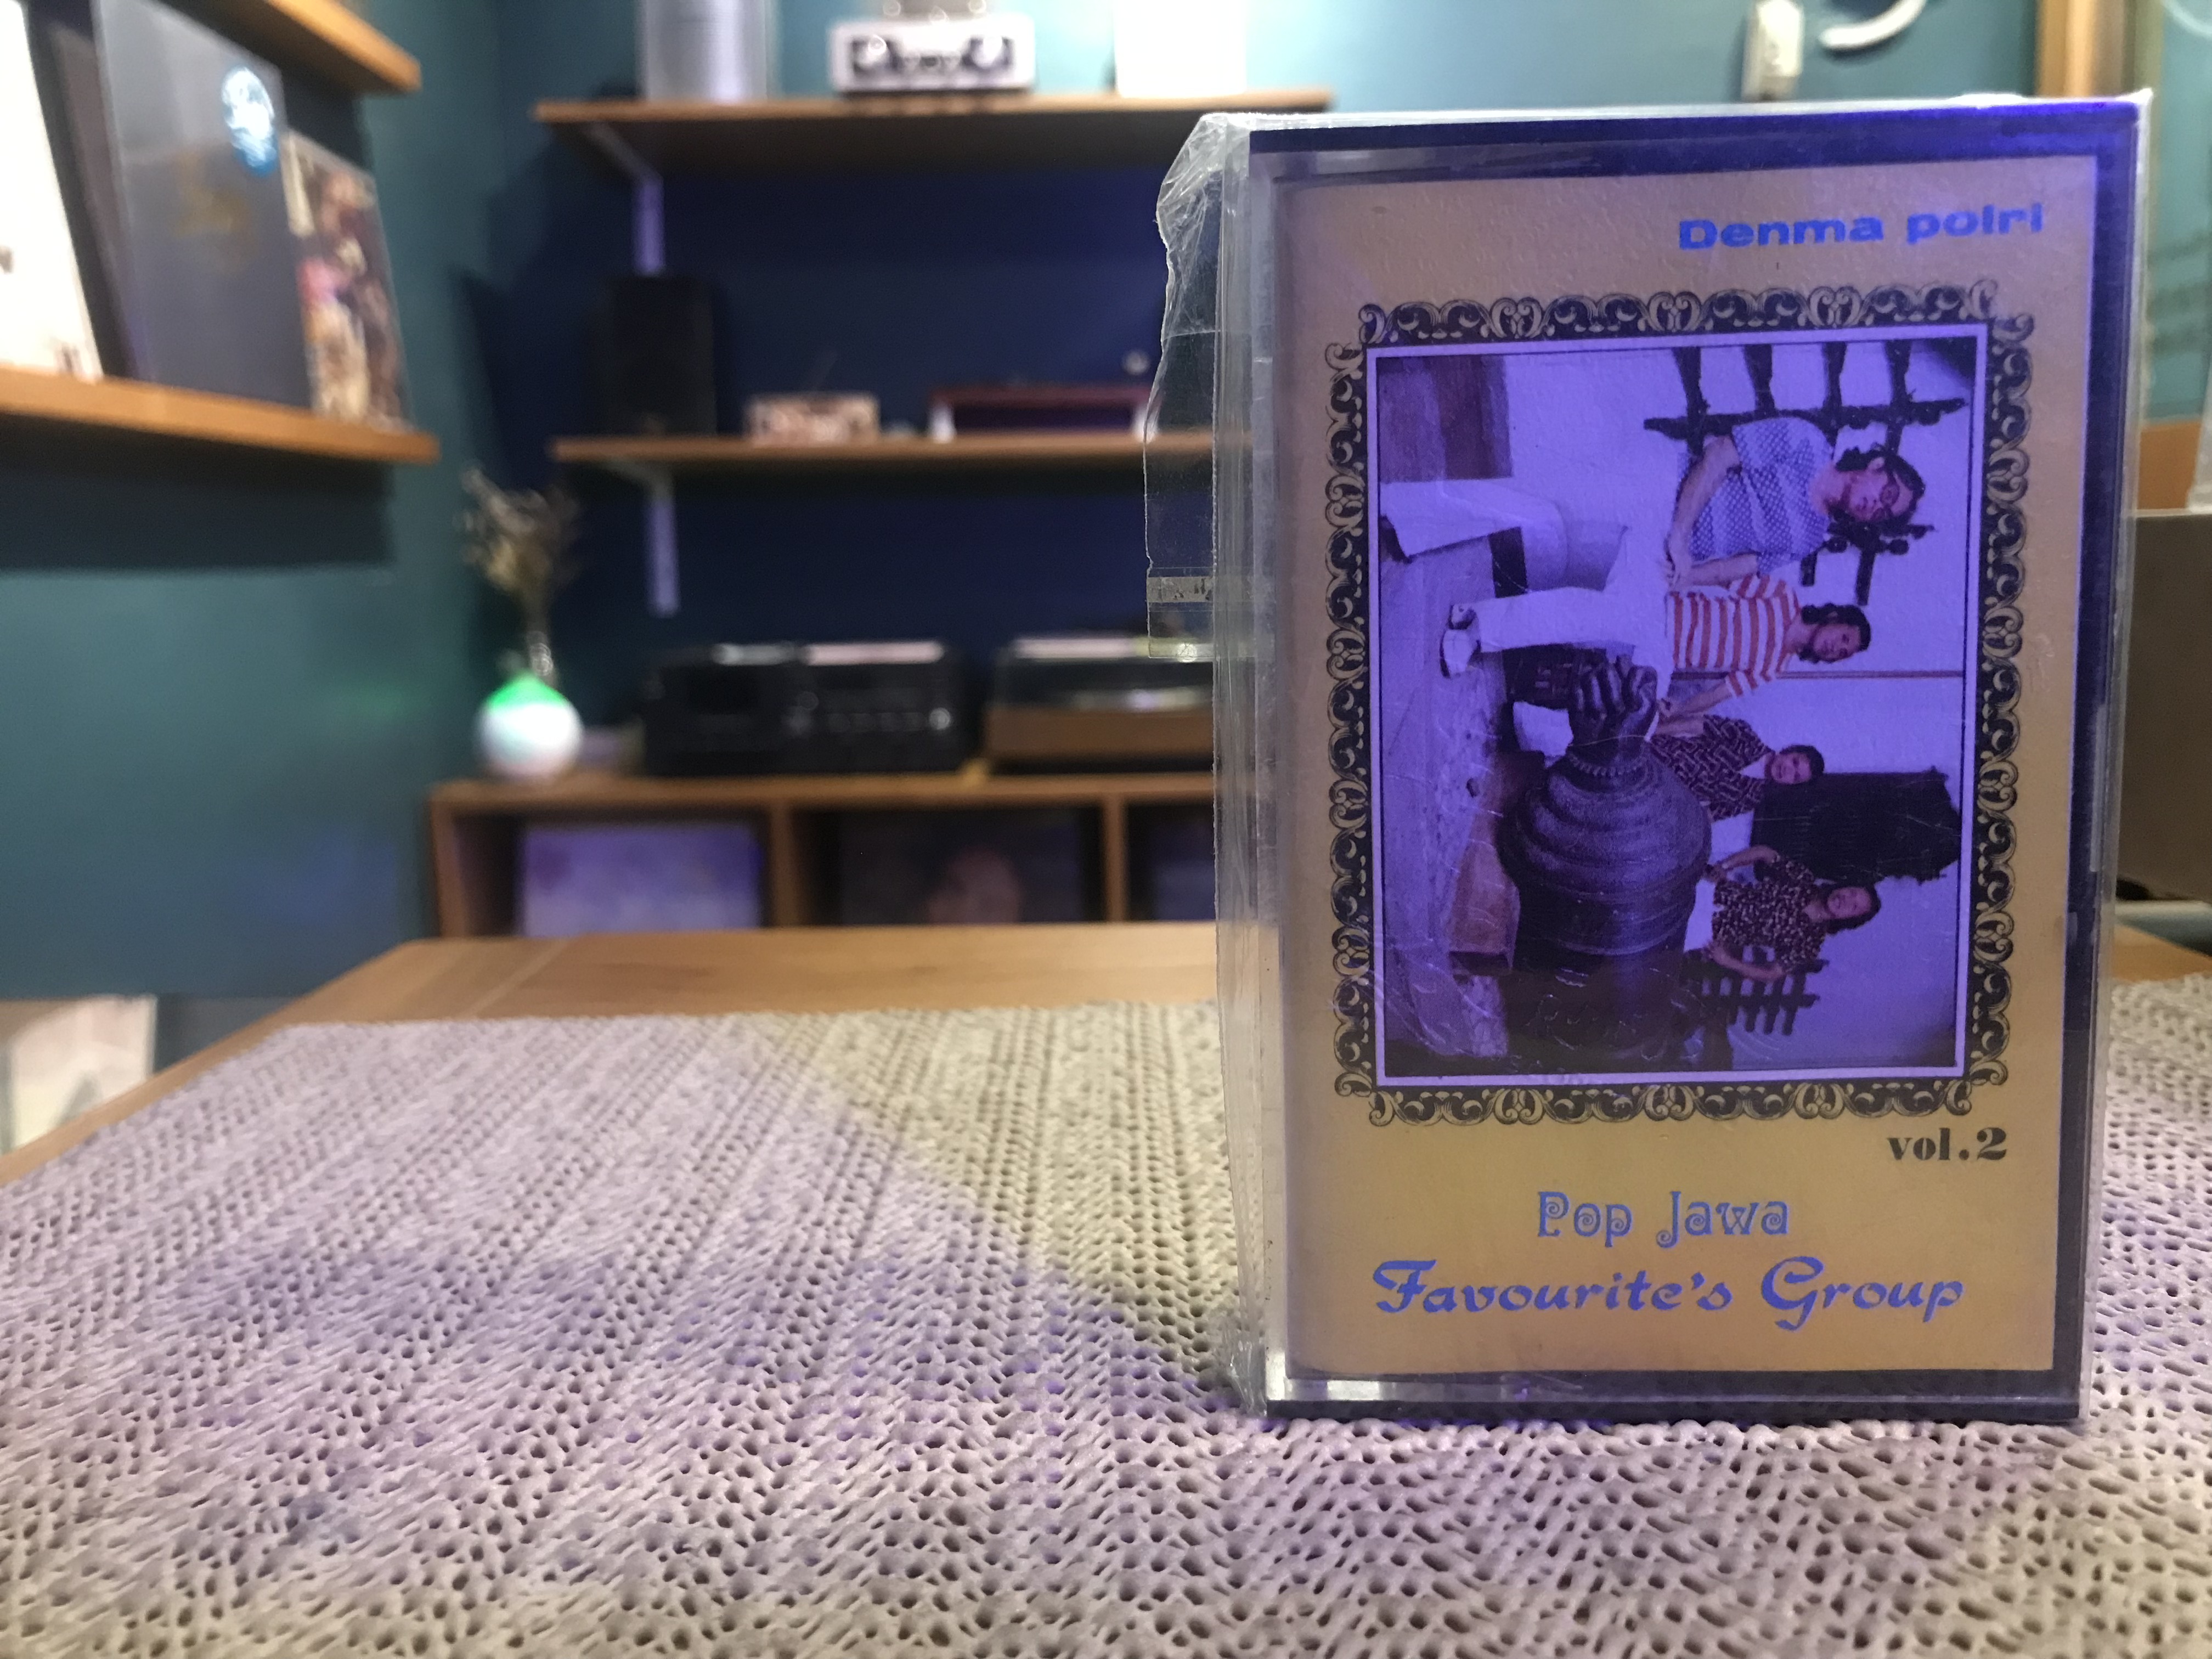 Denma polri
vol.2
Pop Jawa
Favourite's Group